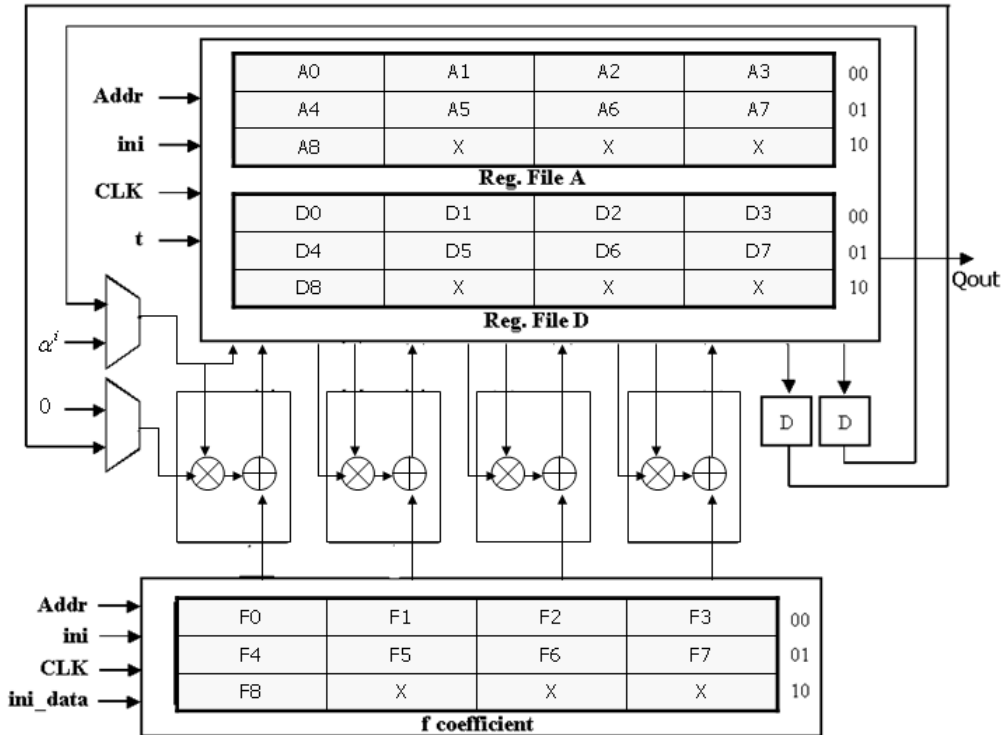 A0 A1 A2 A3 00
Addr A4 A5 A6 A7 01
ini A8 X X X 10
Reg. File A
CLK
D0 D1 D2 D3 00
t D4 D5 D6 D7 01
Qout
D8 X X X 10
Reg. File D
αⁱ
0
D D
Addr F0 F1 F2 F3 00
ini
F4 F5 F6 F7 01
CLK
F8 X X X 10
ini_data
f coefficient